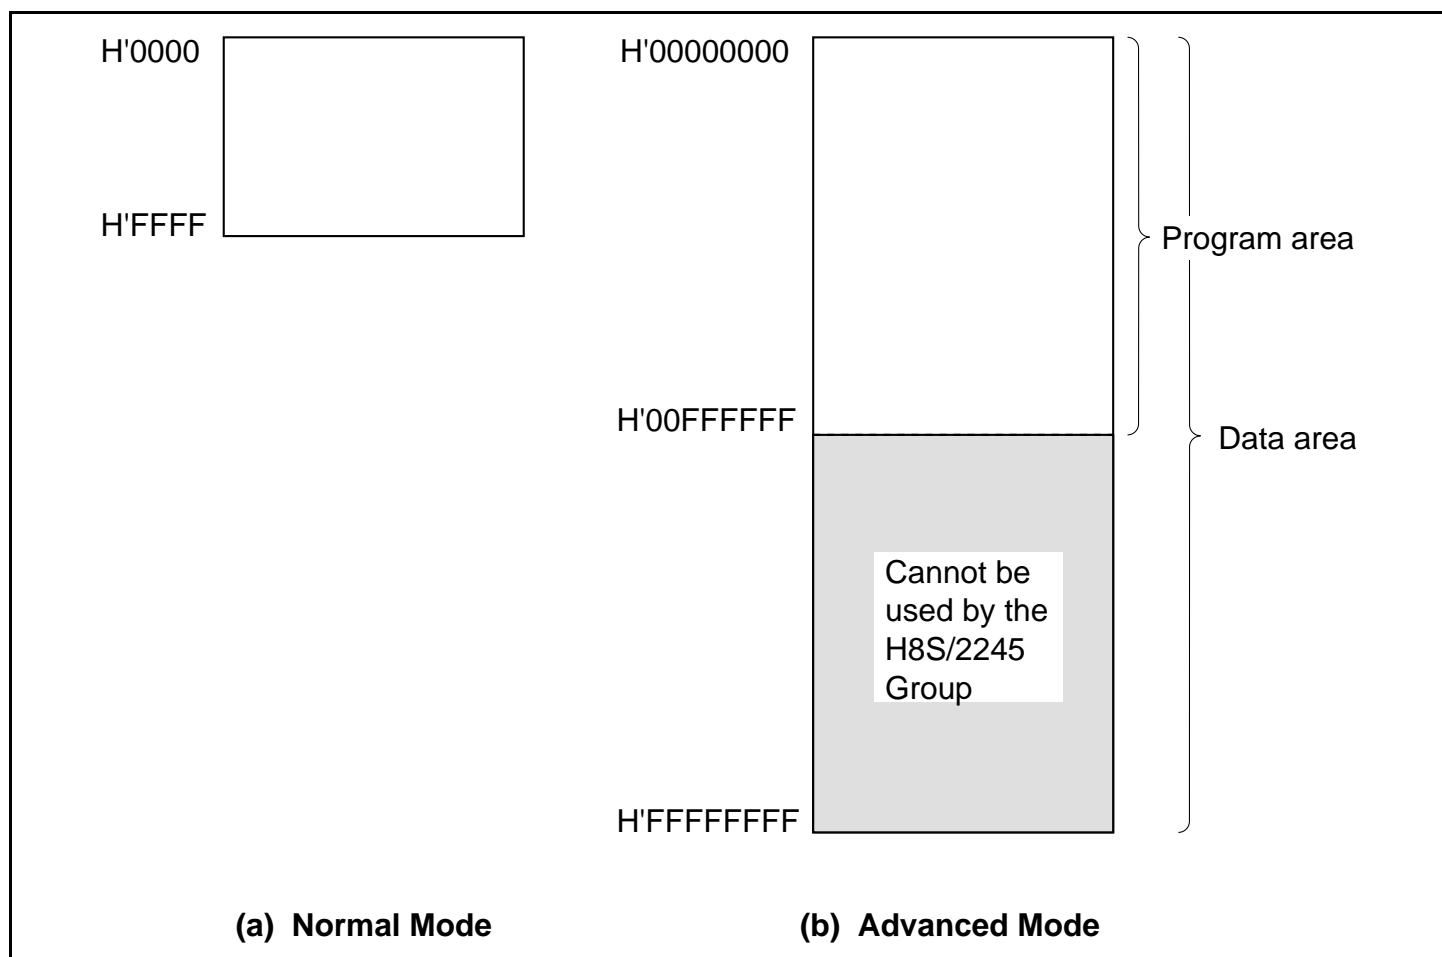 H'0000
H'FFFF
H'00000000
H'00FFFFFF
H'FFFFFFFF
Program area
Data area
Cannot be
used by the
H8S/2245
Group
(a) Normal Mode
(b) Advanced Mode